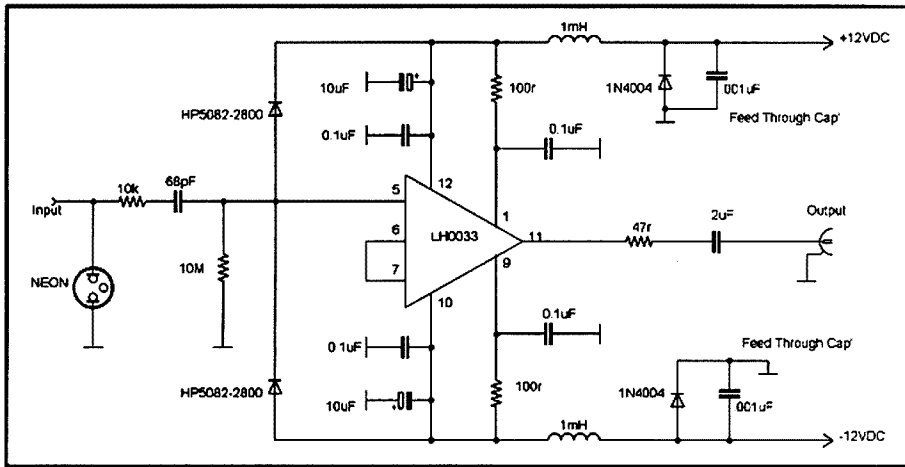 1mH
+12VDC
10uF
+
100r
1N4004
001uF
HP5082-2800
Feed Through Cap'
0.1uF
0.1uF
12
10k
68pF
5
1
Input
LH0033
47r
2uF
Output
6
11
7
9
NEON
10M
10
0.1uF
0.1uF
Feed Through Cap'
HP5082-2800
10uF
+
100r
1N4004
001uF
1mH
-12VDC